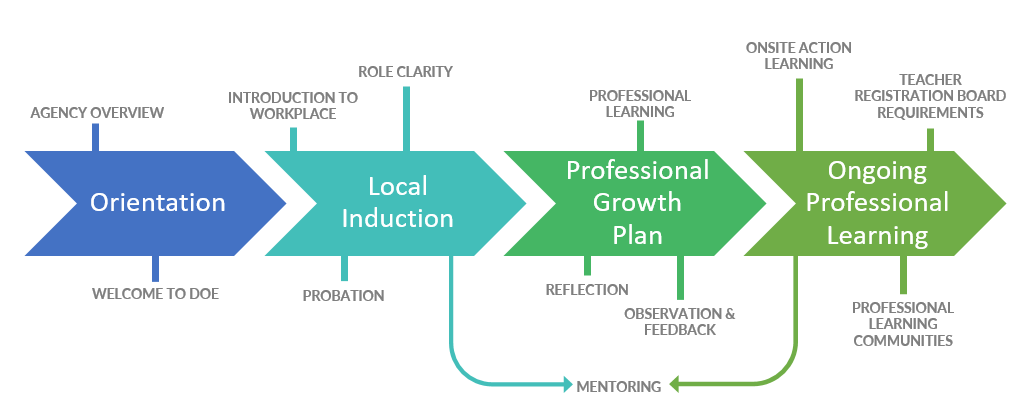 ONSITE ACTION
LEARNING
ROLE CLARITY
TEACHER
REGISTRATION BOARD
REQUIREMENTS
INTRODUCTION TO
WORKPLACE
PROFESSIONAL
LEARNING
AGENCY OVERVIEW
Orientation
Local
Induction
Professional
Growth
Plan
Ongoing
Professional
Learning
WELCOME TO DOE
PROBATION
REFLECTION
OBSERVATION &
FEEDBACK
PROFESSIONAL
LEARNING
COMMUNITIES
MENTORING